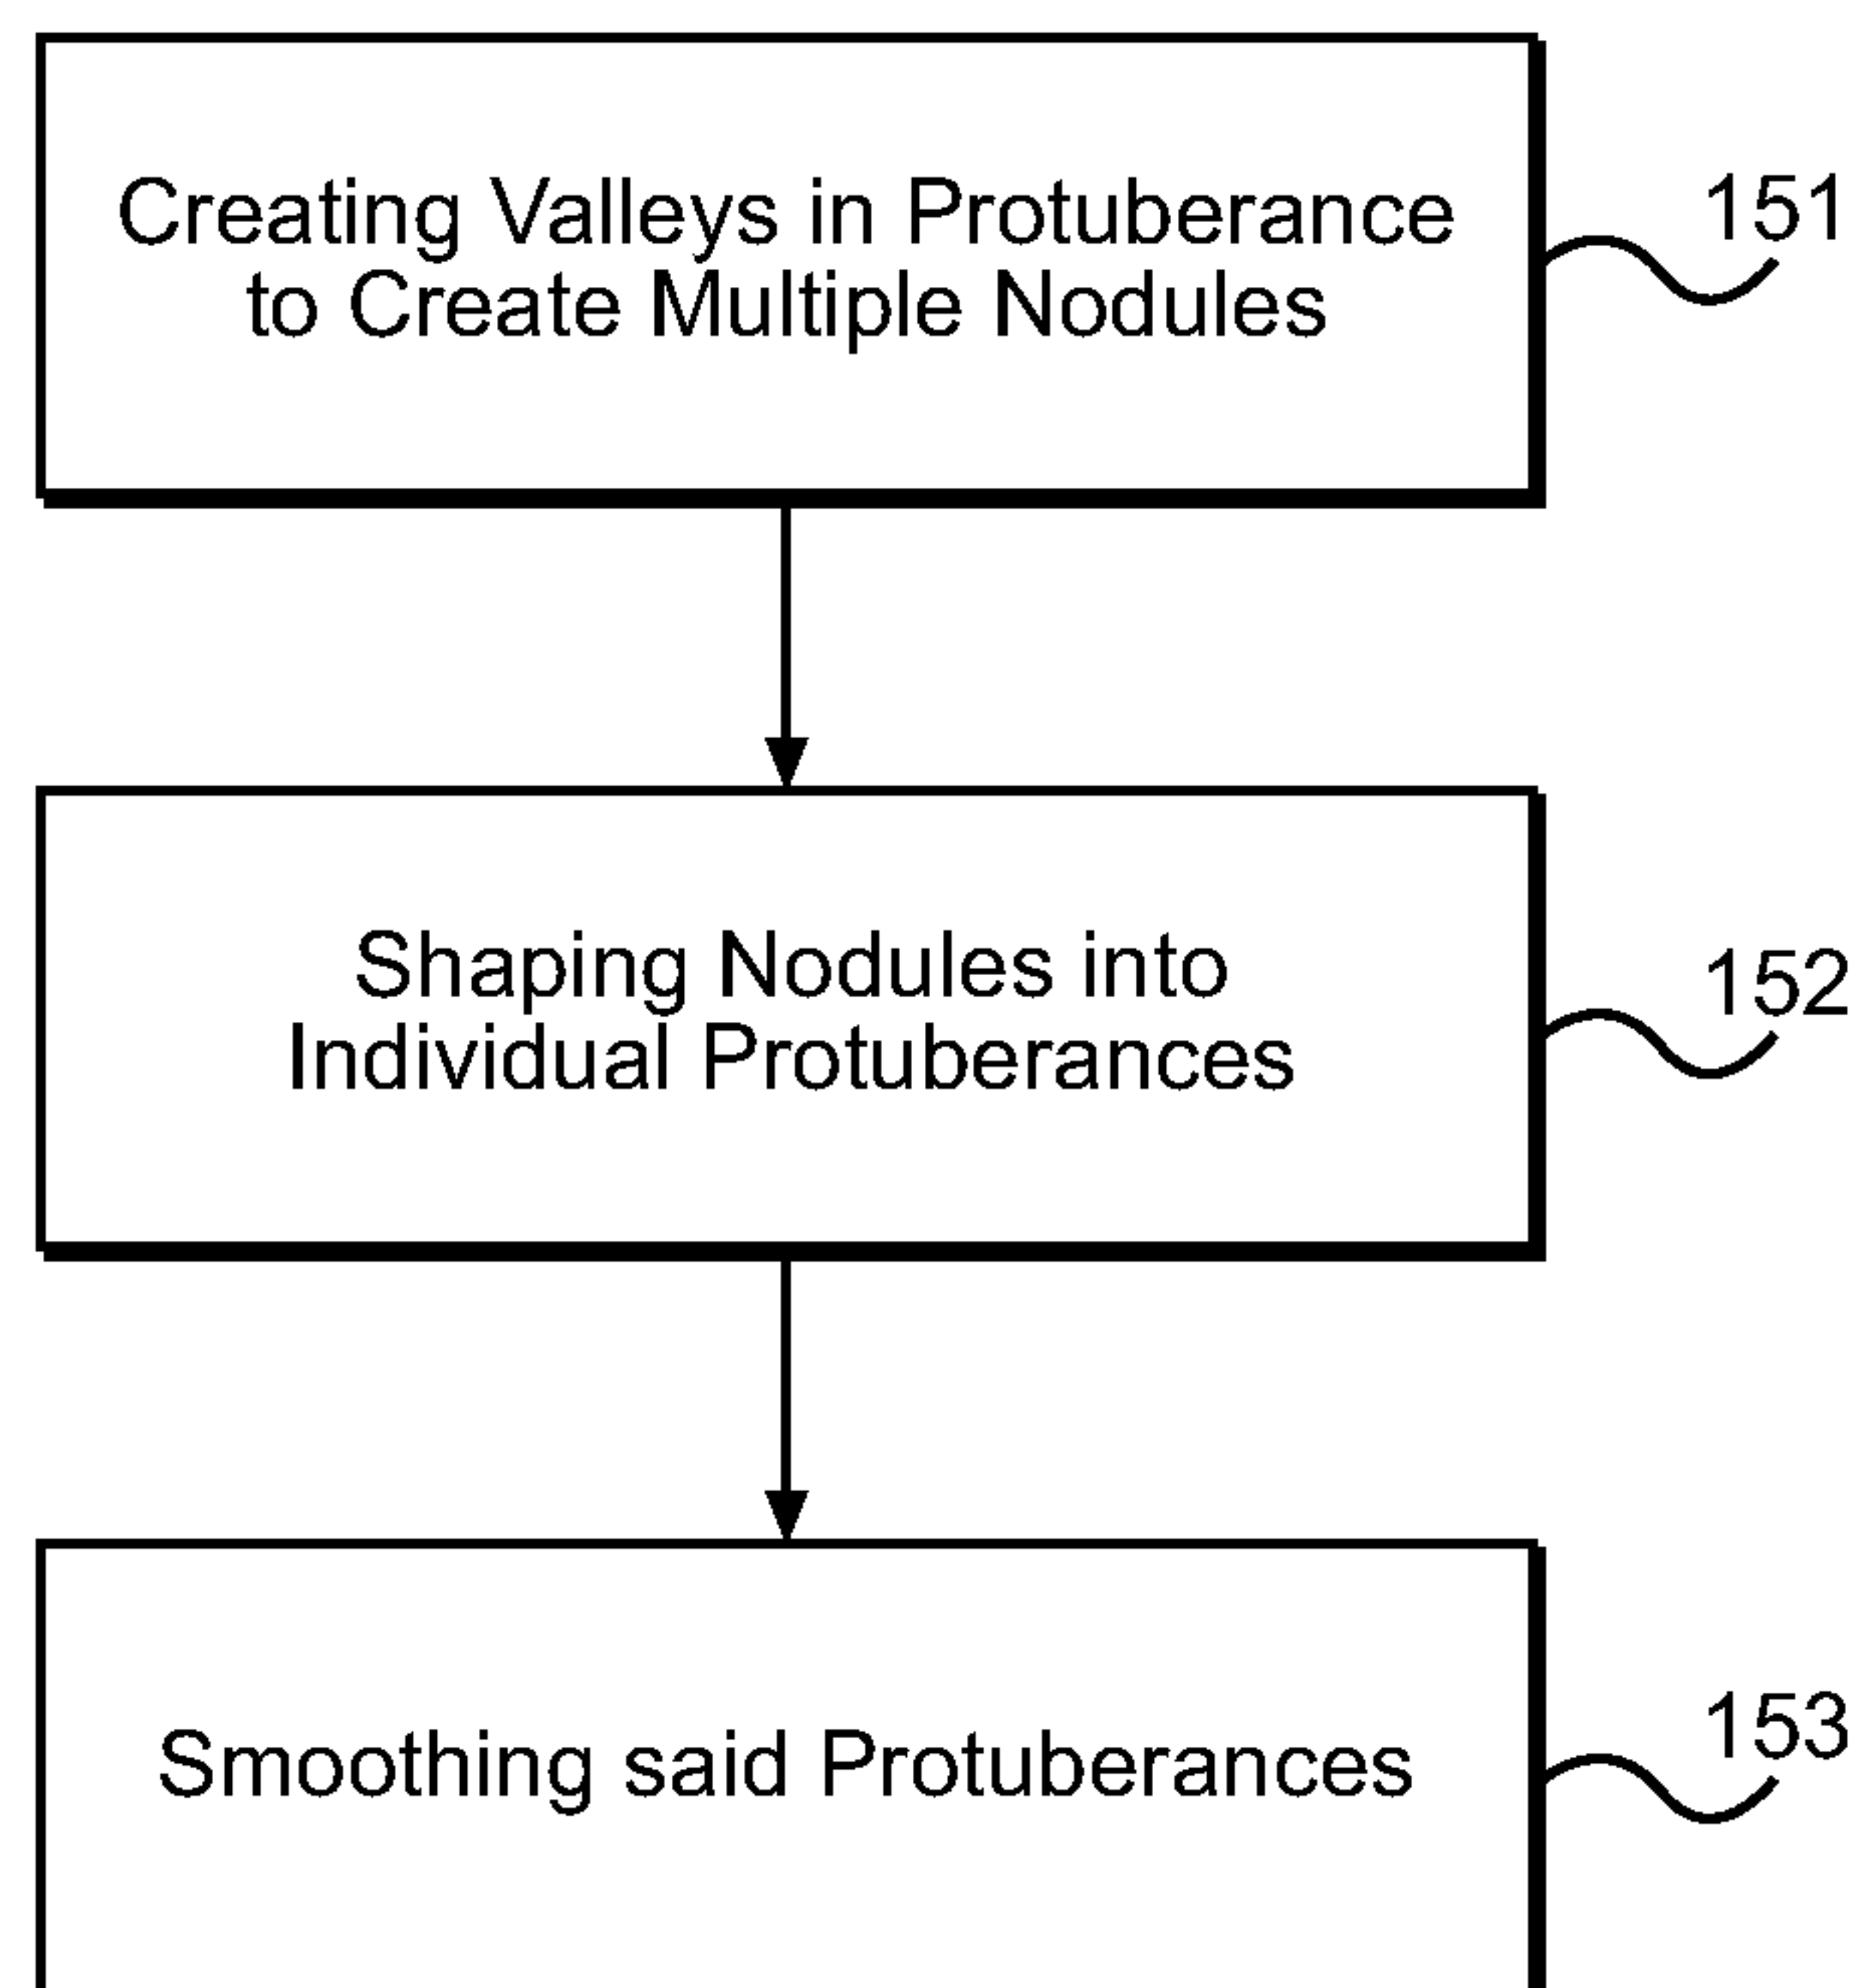 Creating Valleys in Protuberance
to Create Multiple Nodules
151
Shaping Nodules into
Individual Protuberances
152
Smoothing said Protuberances
153